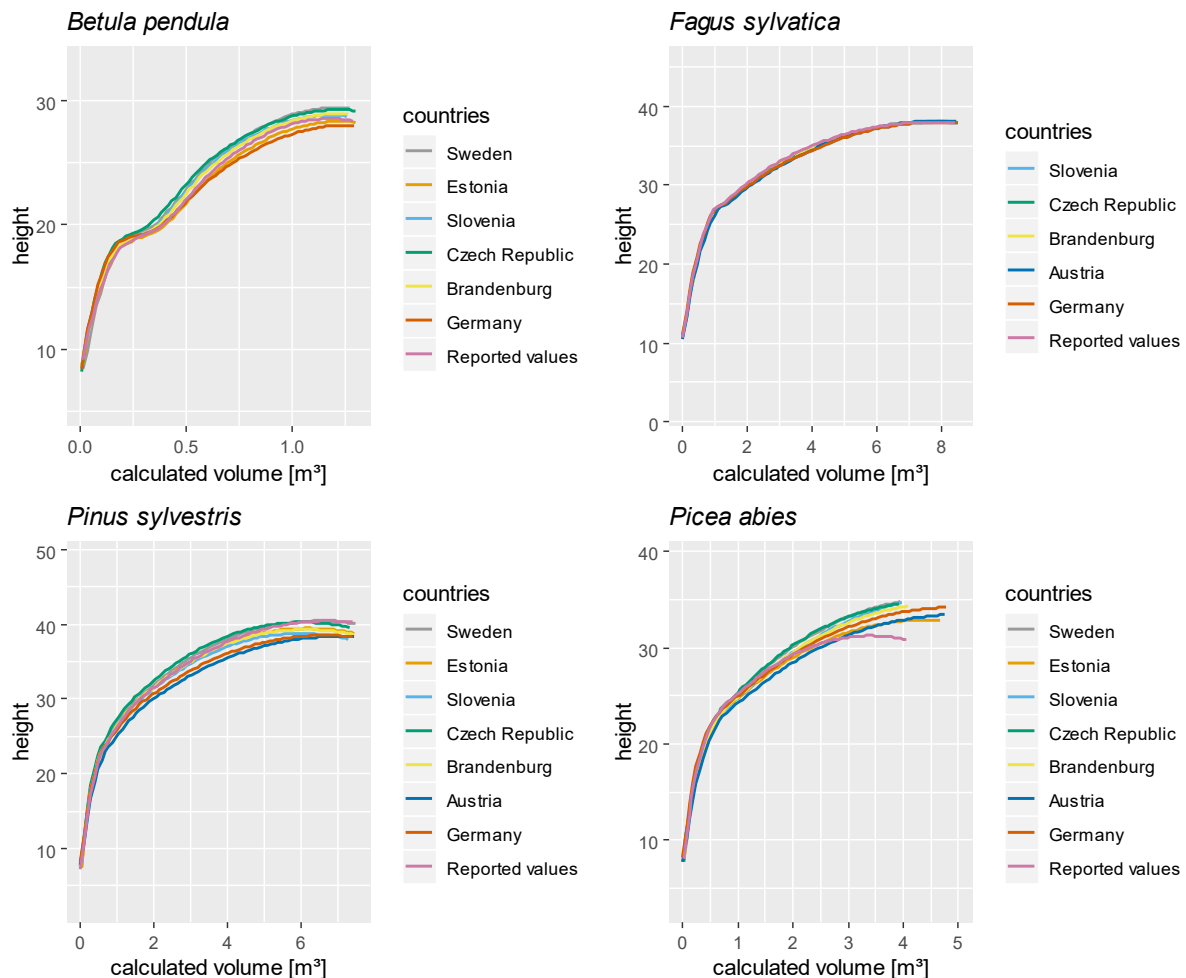 Betula pendula
30
20
10
height
0.0 0.5 1.0
calculated volume [m³]
countries
Sweden
Estonia
Slovenia
Czech Republic
Brandenburg
Germany
Reported values
Fagus sylvatica
40
30
20
10
0
height
0 2 4 6 8
calculated volume [m³]
countries
Slovenia
Czech Republic
Brandenburg
Austria
Germany
Reported values
Pinus sylvestris
50
40
30
20
10
height
0 2 4 6
calculated volume [m³]
countries
Sweden
Estonia
Slovenia
Czech Republic
Brandenburg
Austria
Germany
Reported values
Picea abies
40
30
20
10
height
0 1 2 3 4 5
calculated volume [m³]
countries
Sweden
Estonia
Slovenia
Czech Republic
Brandenburg
Austria
Germany
Reported values